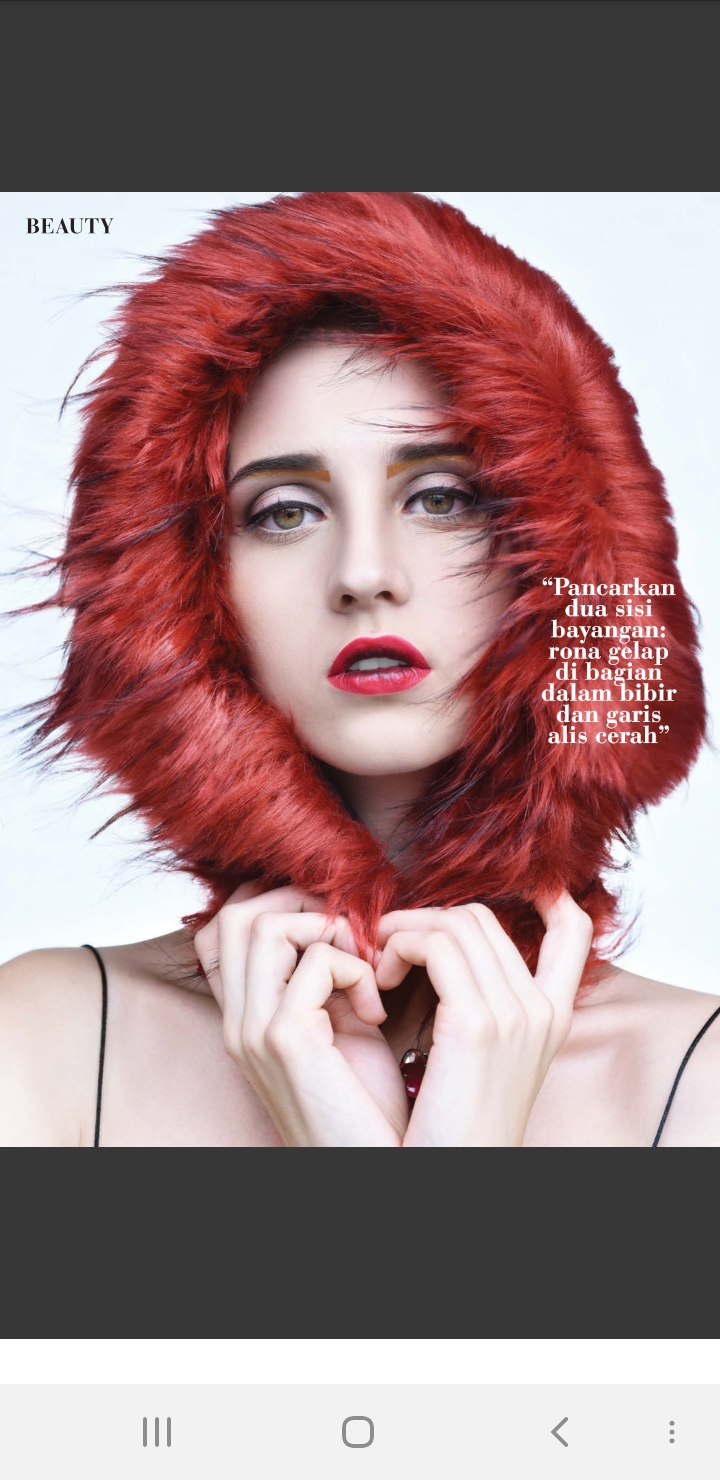 BEAUTY
“Pancarkan
dua sisi
bayangan:
rona gelap
di bagian
dalam bibir
dan garis
alis cerah”